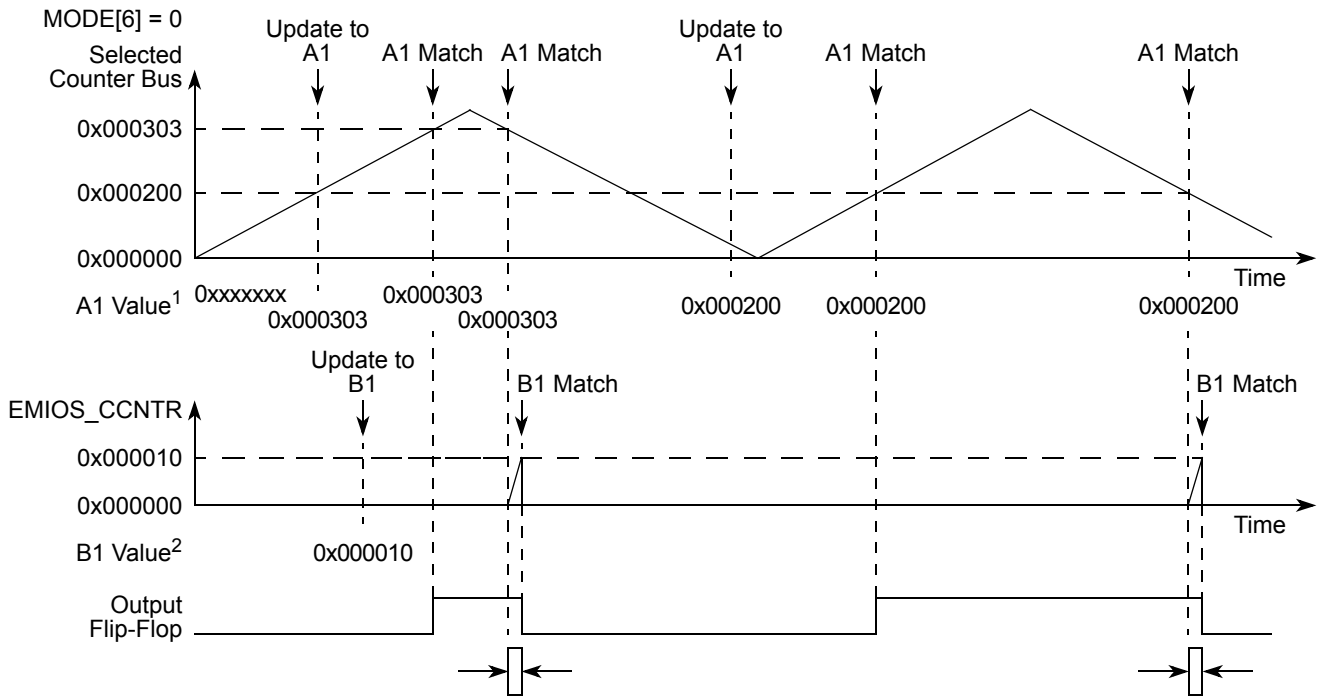 MODE[6] = 0
Update to
A1
A1 Match
A1 Match
Update to
A1
A1 Match
A1 Match
Selected
Counter Bus
0x000303
0x000200
0x000000
Time
A1 Value1
0xxxxxxx
0x000303
0x000303
0x000303
0x000200
0x000200
0x000200
Update to
B1
B1 Match
B1 Match
EMIOS_CCNTR
0x000010
0x000000
Time
B1 Value2
0x000010
Output
Flip-Flop